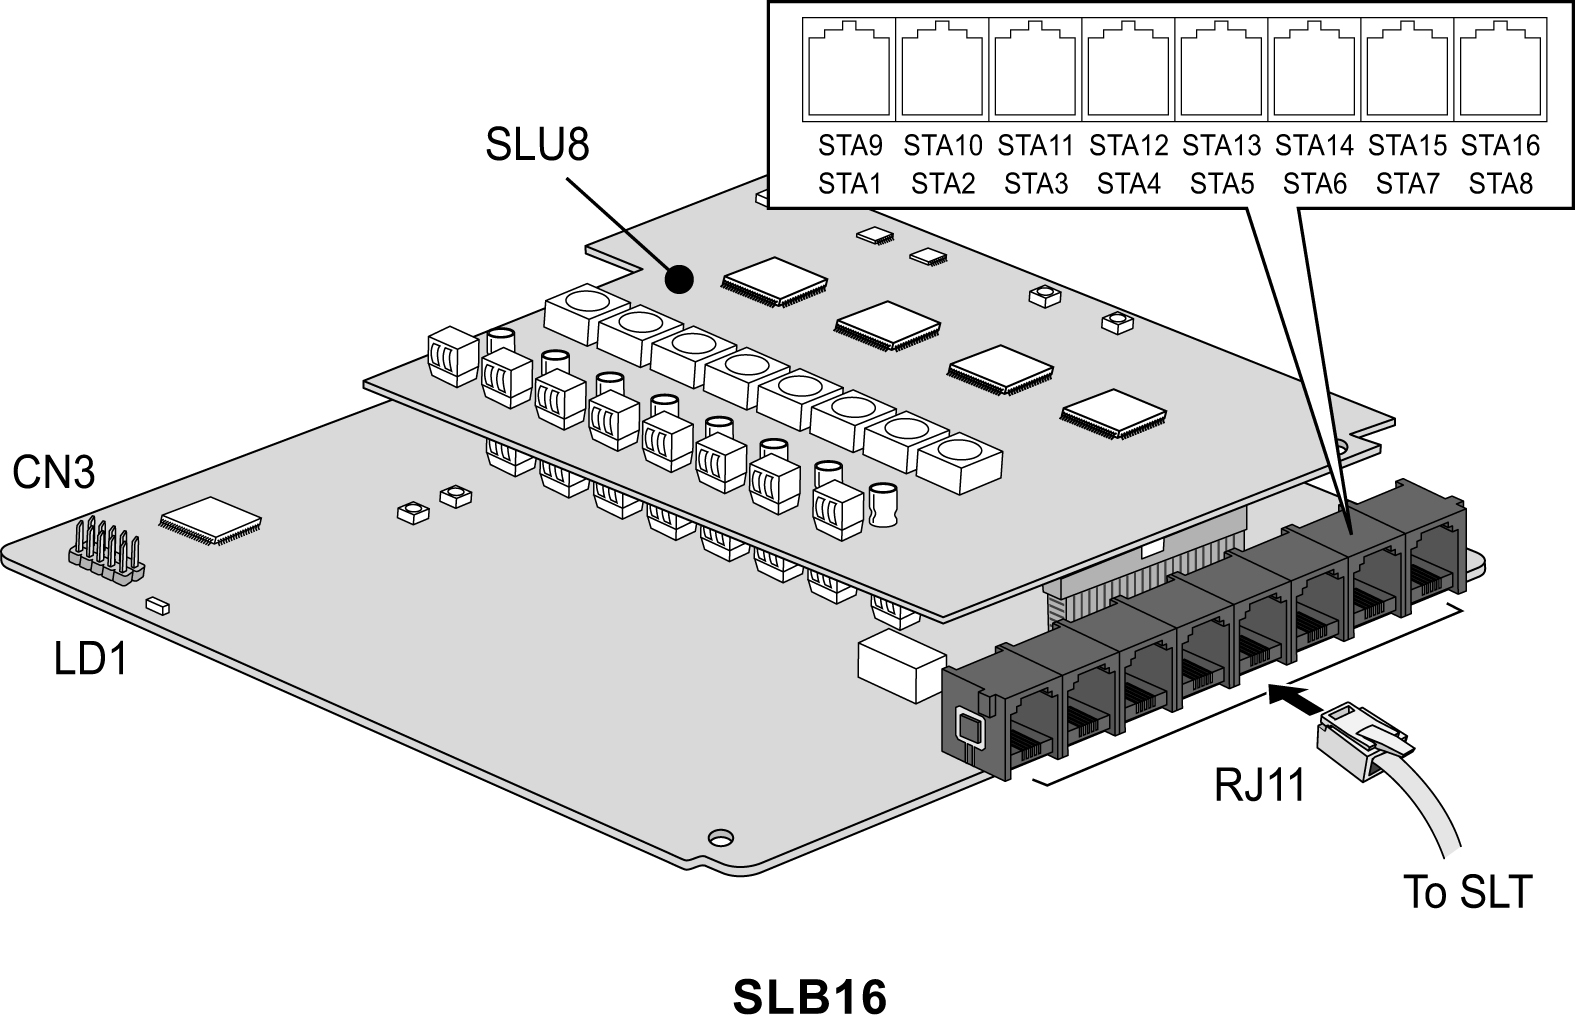 STA9 STA10 STA11 STA12 STA13 STA14 STA15 STA16
STA1 STA2 STA3 STA4 STA5 STA6 STA7 STA8
SLU8
CN3
LD1
RJ11
To SLT
SLB16